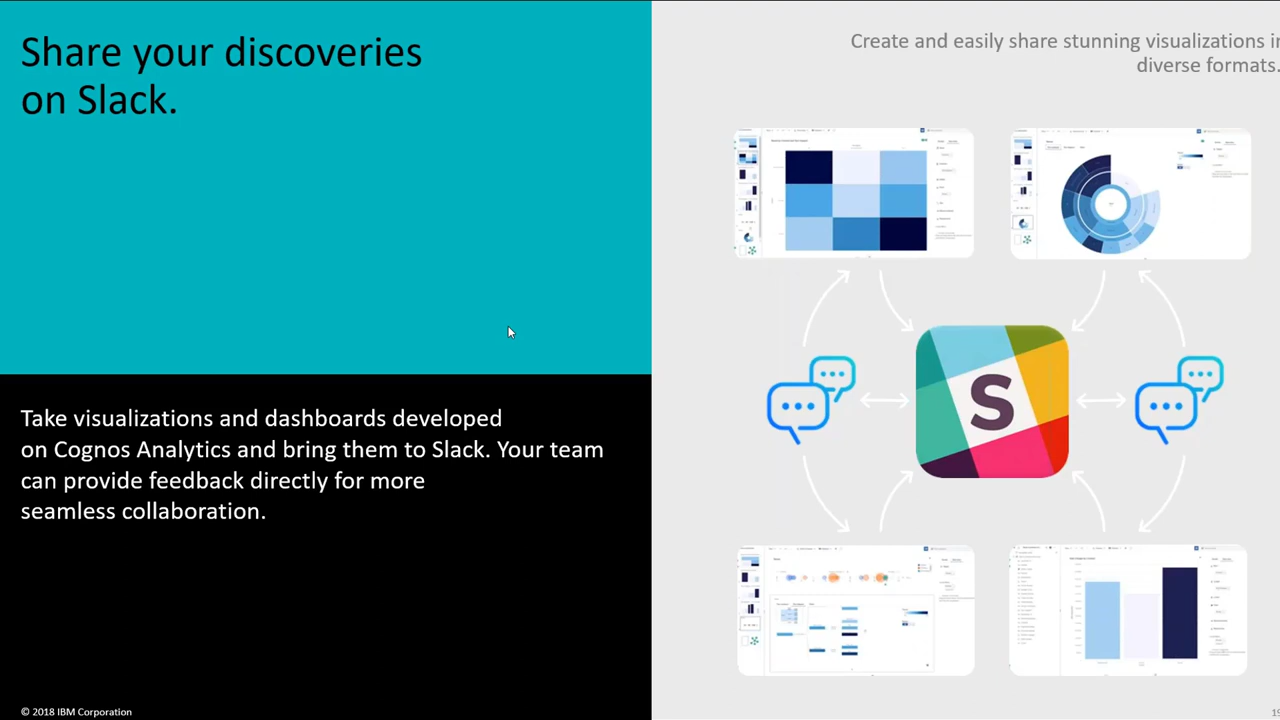 Share your discoveries
on Slack.
Create and easily share stunning visualizations in
diverse formats.
S
Take visualizations and dashboards developed
on Cognos Analytics and bring them to Slack. Your team
can provide feedback directly for more
seamless collaboration.
© 2018 IBM Corporation
19